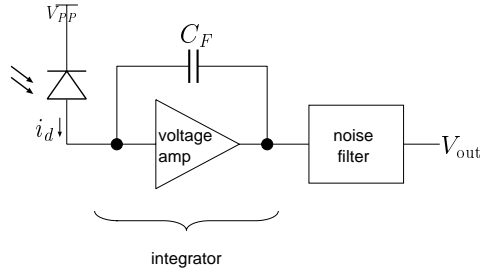 V_PP
C_F
i_d
voltage
amp
noise
filter
V_out
integrator